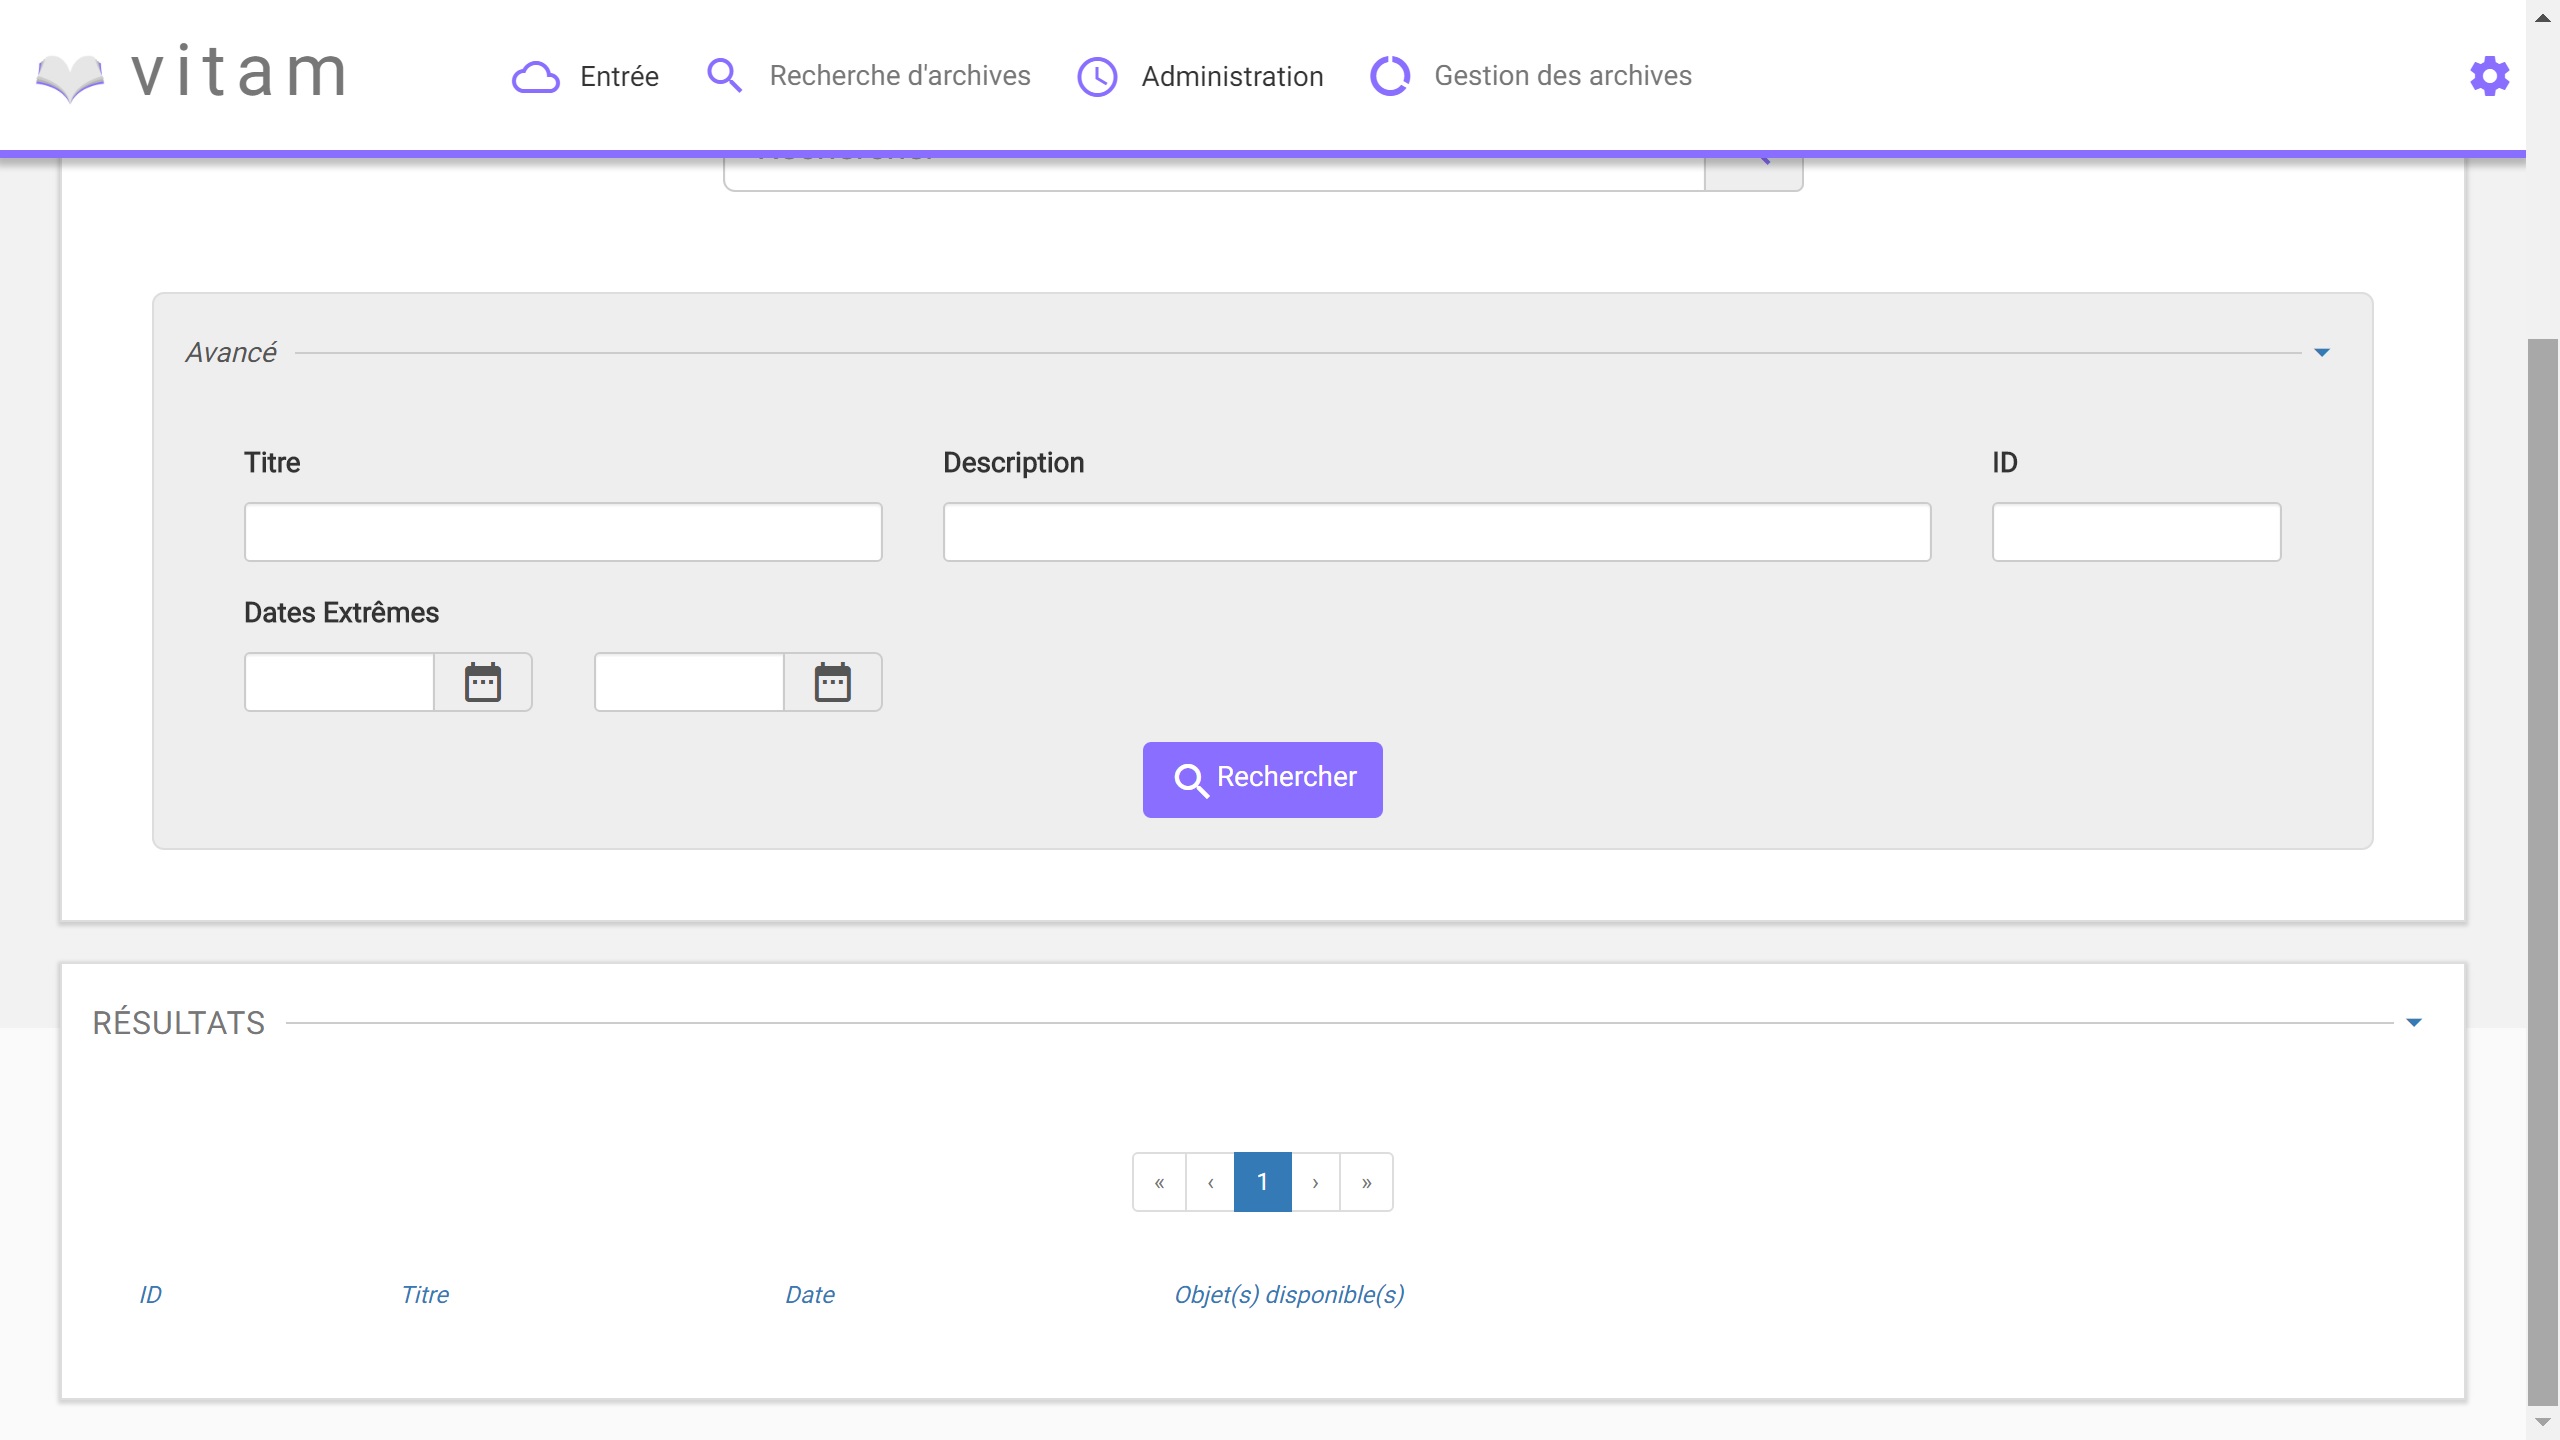 vitam
Entrée
Recherche d'archives
Administration
Gestion des archives
Avancé
Titre
Description
ID
Dates Extrêmes
Rechercher
RÉSULTATS
« ‹ 1 › »
ID
Titre
Date
Objet(s) disponible(s)